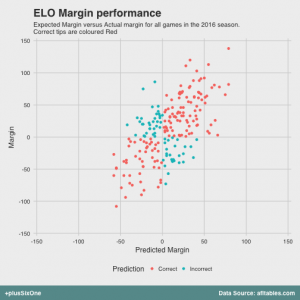 ELO Margin performance
Expected Margin versus Actual margin for all games in the 2016 season.
Correct tips are coloured Red
150
100
50
0
-50
-100
-150
Margin
-150 -100 -50 0 50 100 150
Predicted Margin
Prediction Correct Incorrect
+plusSixOne Data Source: afltables.com